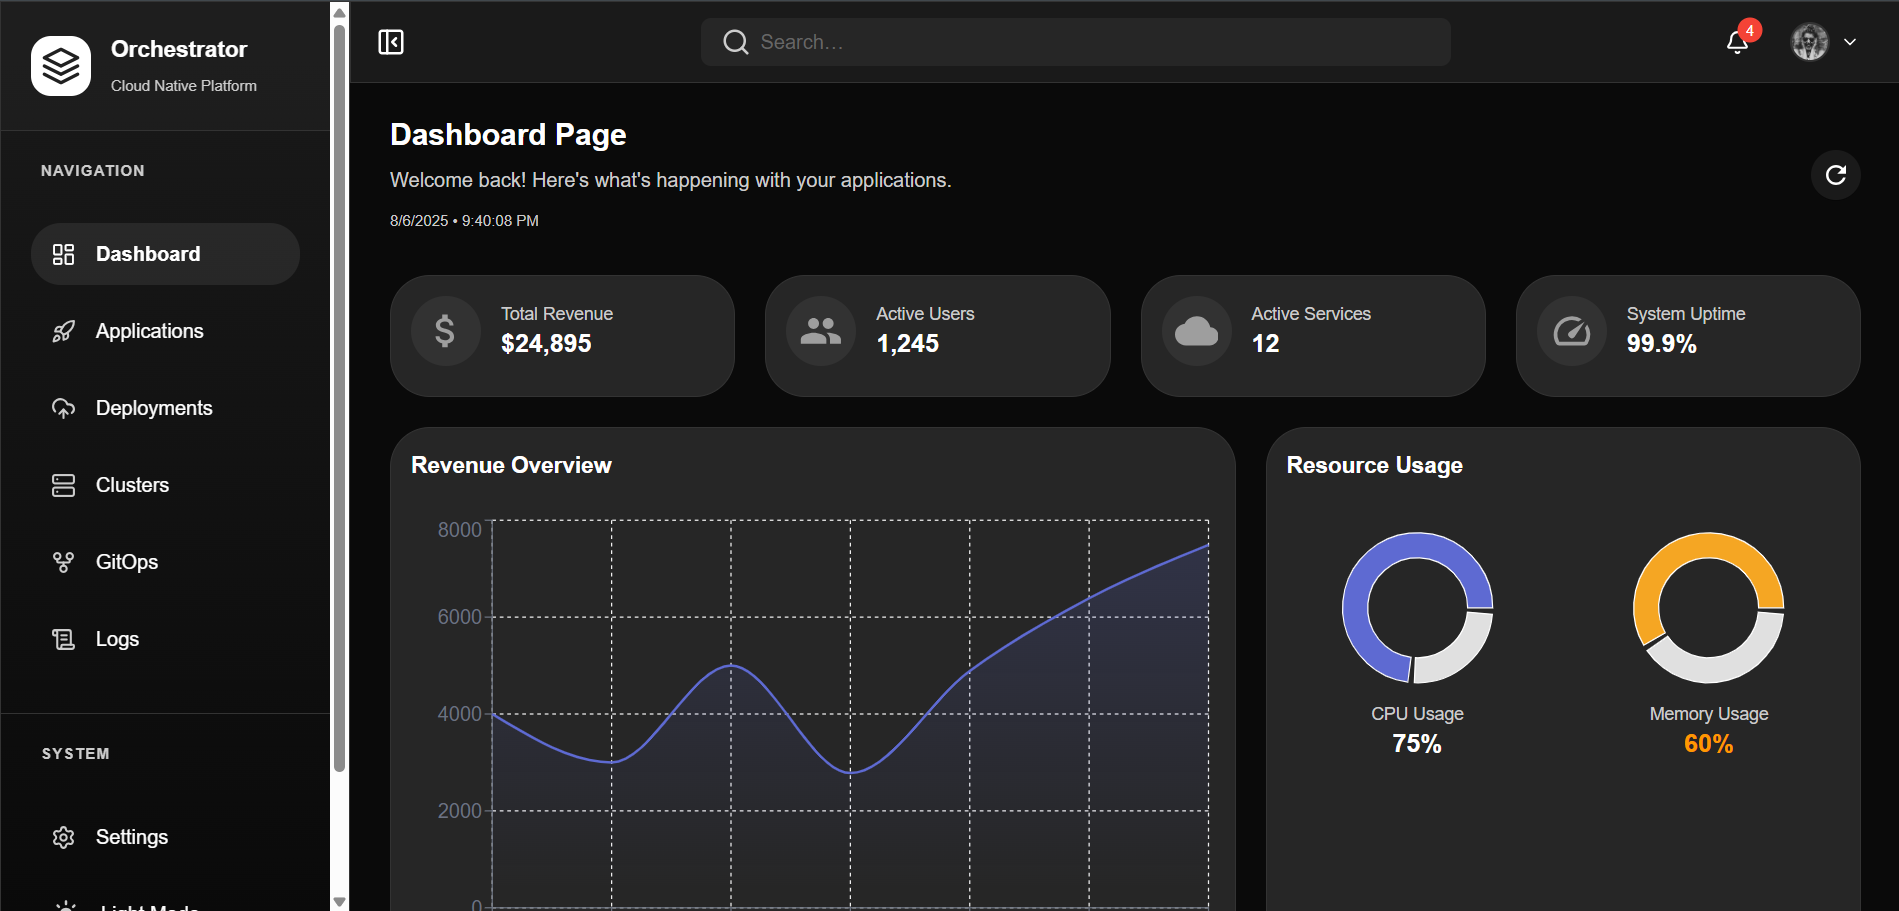 Orchestrator
Cloud Native Platform
NAVIGATION
Dashboard
Applications
Deployments
Clusters
GitOps
Logs
SYSTEM
Settings
Light Mode
Search...
4
Dashboard Page
Welcome back! Here's what's happening with your applications.
8/6/2025 • 9:40:08 PM
Total Revenue
$24,895
Active Users
1,245
Active Services
12
System Uptime
99.9%
Revenue Overview
8000
6000
4000
2000
0
Resource Usage
CPU Usage
75%
Memory Usage
60%